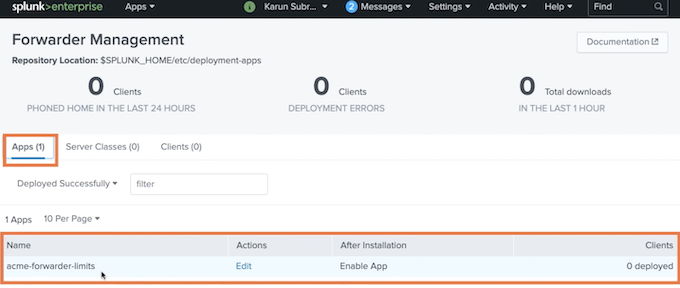 splunk>enterprise Apps Karun Subr... 2 Messages Settings Activity Help Find
Forwarder Management
Documentation
Repository Location: $SPLUNK_HOME/etc/deployment-apps
0 Clients 0 Clients 0 Total downloads
PHONED HOME IN THE LAST 24 HOURS DEPLOYMENT ERRORS IN THE LAST 1 HOUR
Apps (1) Server Classes (0) Clients (0)
Deployed Successfully filter
1 Apps 10 Per Page
Name Actions After Installation Clients
acme-forwarder-limits Edit Enable App 0 deployed